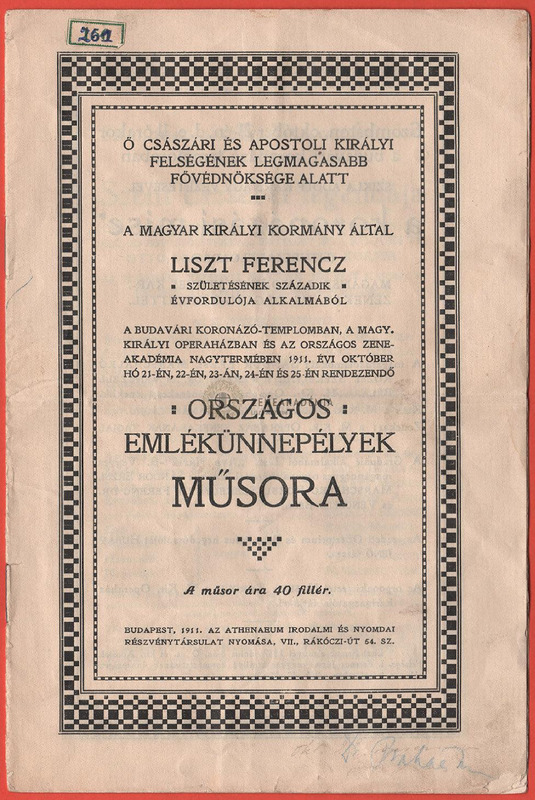 261
Ő CSÁSZÁRI ÉS APOSTOLI KIRÁLYI
FELSÉGÉNEK LEGMAGASABB
FŐVÉDNÖKSÉGE ALATT
A MAGYAR KIRÁLYI KORMÁNY ÁLTAL
LISZT FERENCZ
SZÜLETÉSÉNEK SZÁZADIK
ÉVFORDULÓJA ALKALMÁBÓL
A BUDAVÁRI KORONÁZÓ-TEMPLOMBAN, A MAGY.
KIRÁLYI OPERAHÁZBAN ÉS AZ ORSZÁGOS ZENE-
AKADÉMIA NAGYTERMÉBEN 1911. ÉVI OKTÓBER
HÓ 21-ÉN, 22-ÉN, 23-ÁN, 24-ÉN ÉS 25-ÉN RENDEZENDŐ
ZENEAKADÉMIA
ORSZÁGOS
EMLÉKÜNNEPÉLYEK
MŰSORA
A műsor ára 40 fillér.
BUDAPEST, 1911. AZ ATHENAEUM IRODALMI ÉS NYOMDAI
RÉSZVÉNYTÁRSULAT NYOMÁSA, VII., RÁKÓCZI-ÚT 54. SZ.